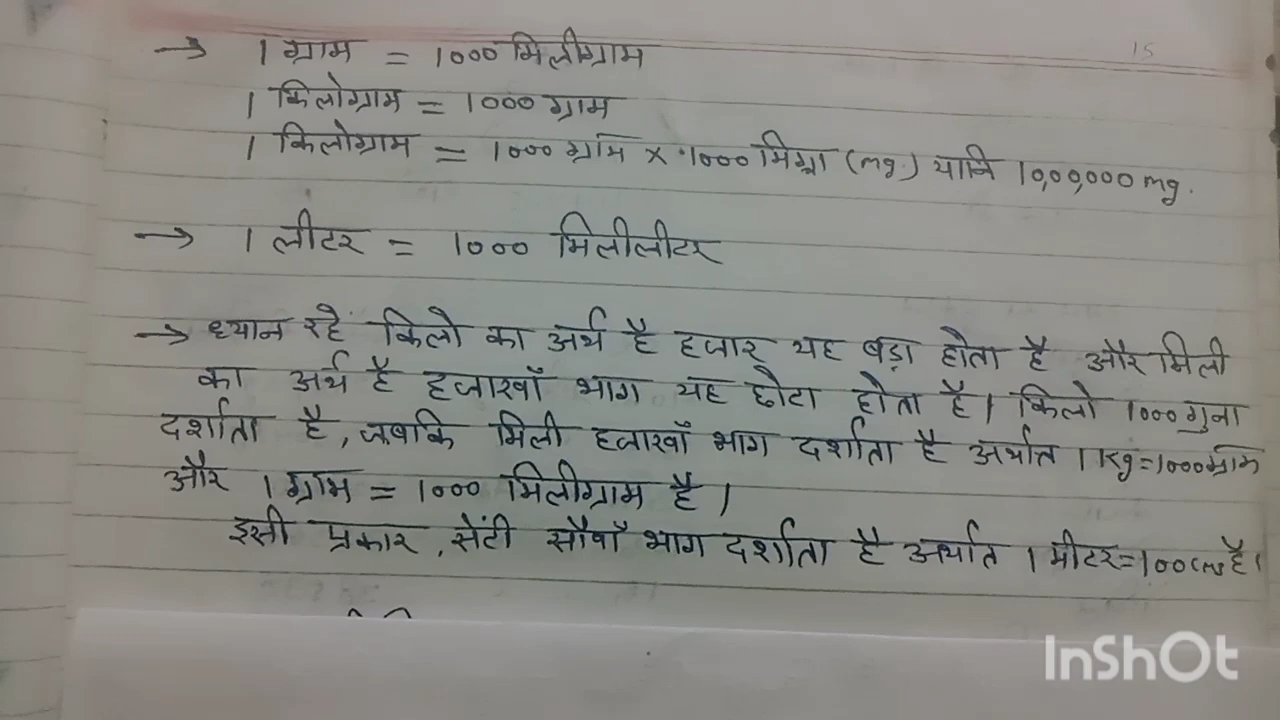 15
→ 1 ग्राम = 1000 मिलीग्राम
1 किलोग्राम = 1000 ग्राम
1 किलोग्राम = 1000 ग्राम x 1000 मिग्रा (mg.) यानि 10,00,000 mg.
→ 1 लीटर = 1000 मिलीलीटर
→ ध्यान रहे किलो का अर्थ है हजार यह बड़ा होता है और मिली
का अर्थ है हजारवाँ भाग यह छोटा होता है। किलो 1000 गुना
दर्शाता है, जबकि मिली हजारवाँ भाग दर्शाता है अर्थात 1 Kg = 1000 ग्राम
और 1 ग्राम = 1000 मिलीग्राम है।
इसी प्रकार, सेंटी सौवाँ भाग दर्शाता है अर्थात 1 मीटर = 100 cm है।
InShOt